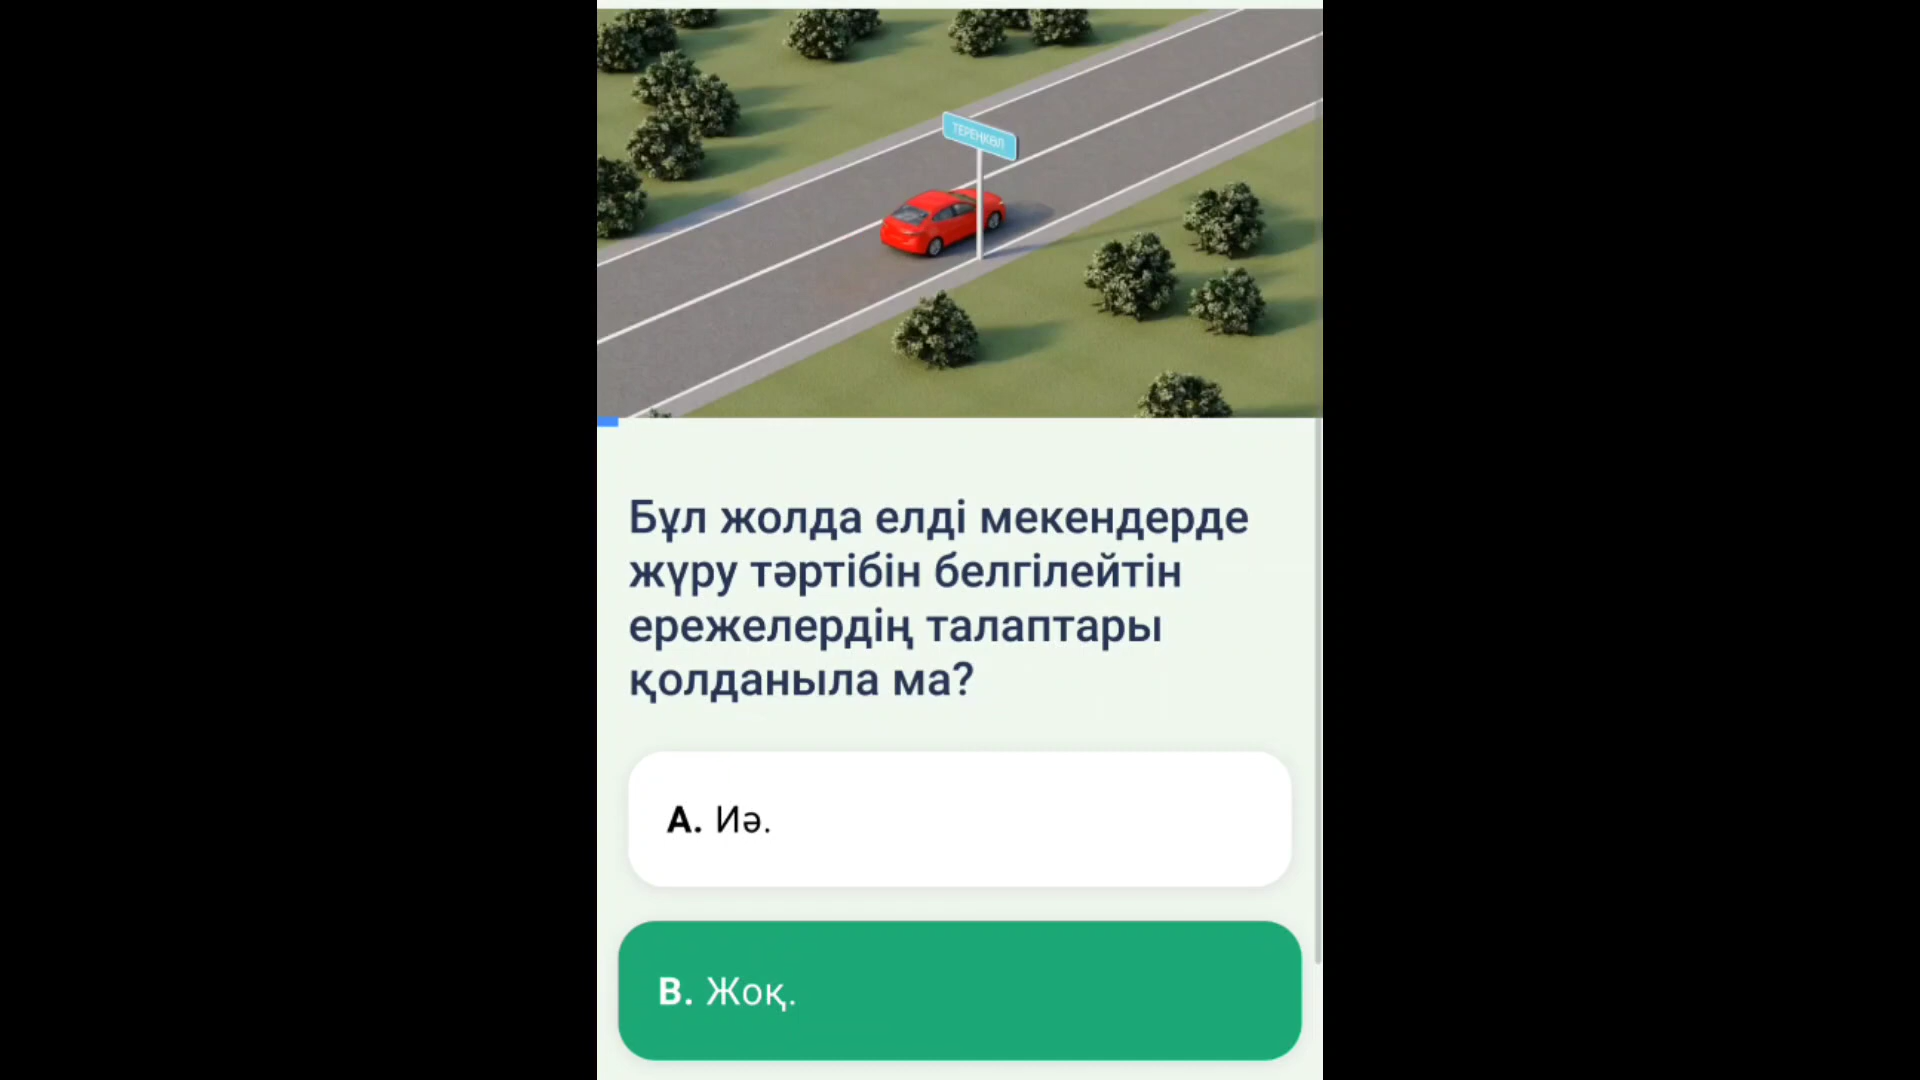 ТЕРЕҢКӨЛ
Бұл жолда елді мекендерде
жүру тәртібін белгілейтін
ережелердің талаптары
қолданыла ма?
A. Иә.
B. Жоқ.